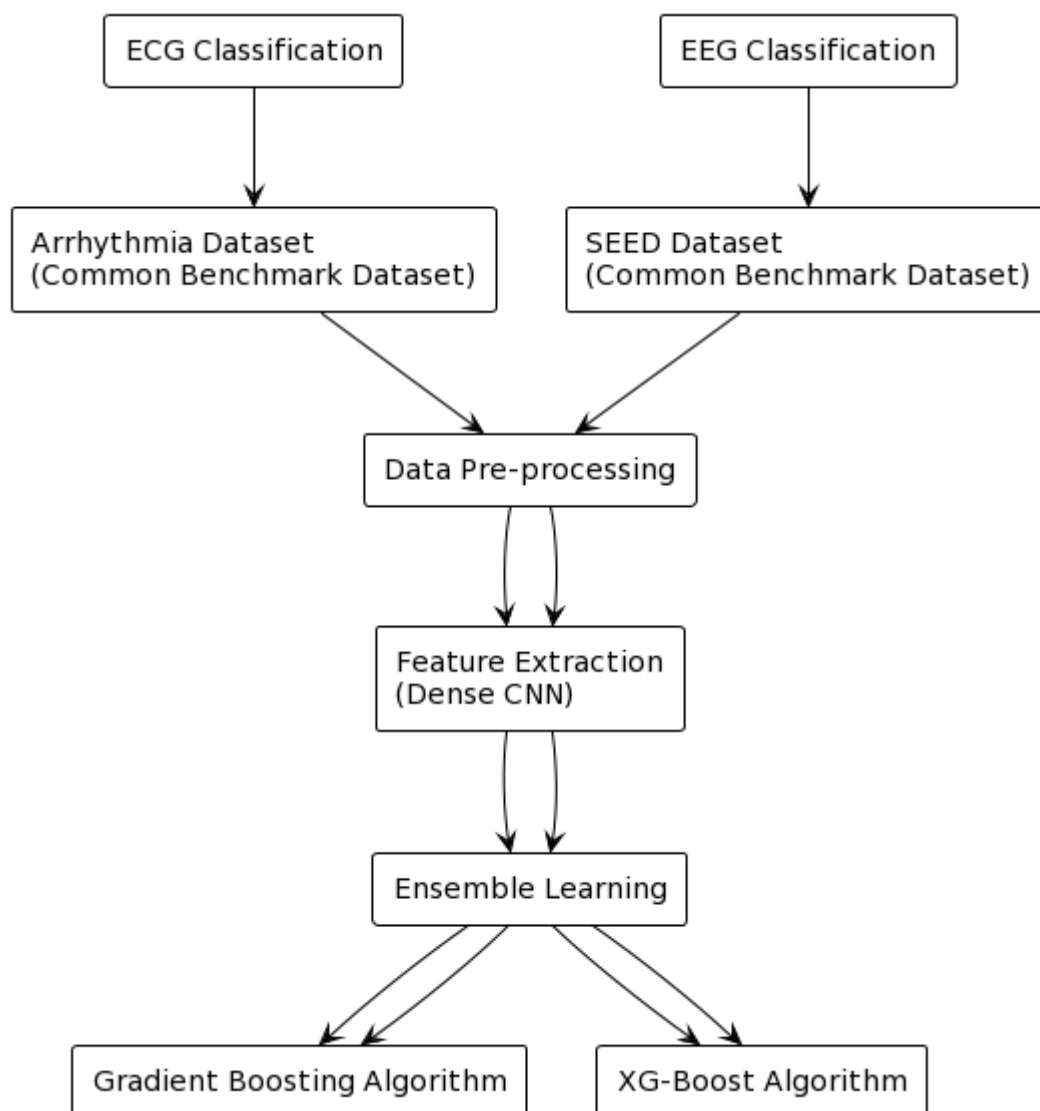 ECG Classification
EEG Classification
Arrhythmia Dataset
(Common Benchmark Dataset)
SEED Dataset
(Common Benchmark Dataset)
Data Pre-processing
Feature Extraction
(Dense CNN)
Ensemble Learning
Gradient Boosting Algorithm
XG-Boost Algorithm